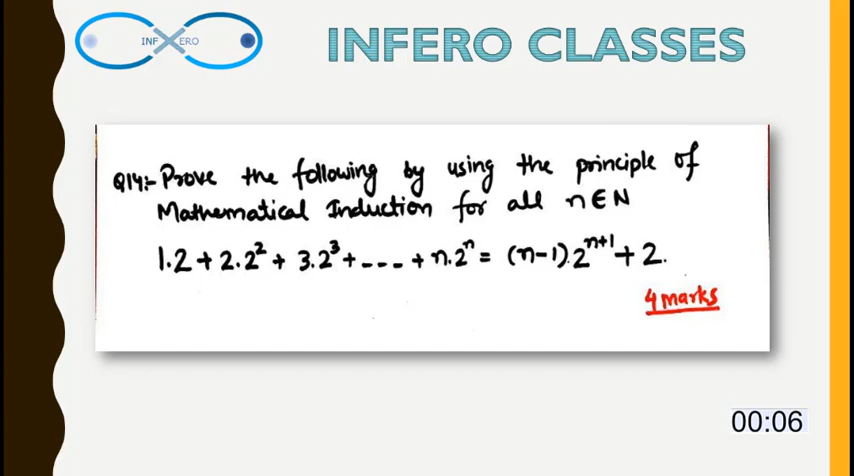 INF ERO
INFERO CLASSES
Q14:- Prove the following by using the principle of
Mathematical Induction for all n∈N
1.2 + 2.2² + 3.2³ + ---- + n.2ⁿ = (n-1).2ⁿ⁺¹ + 2.
4 marks
00:06